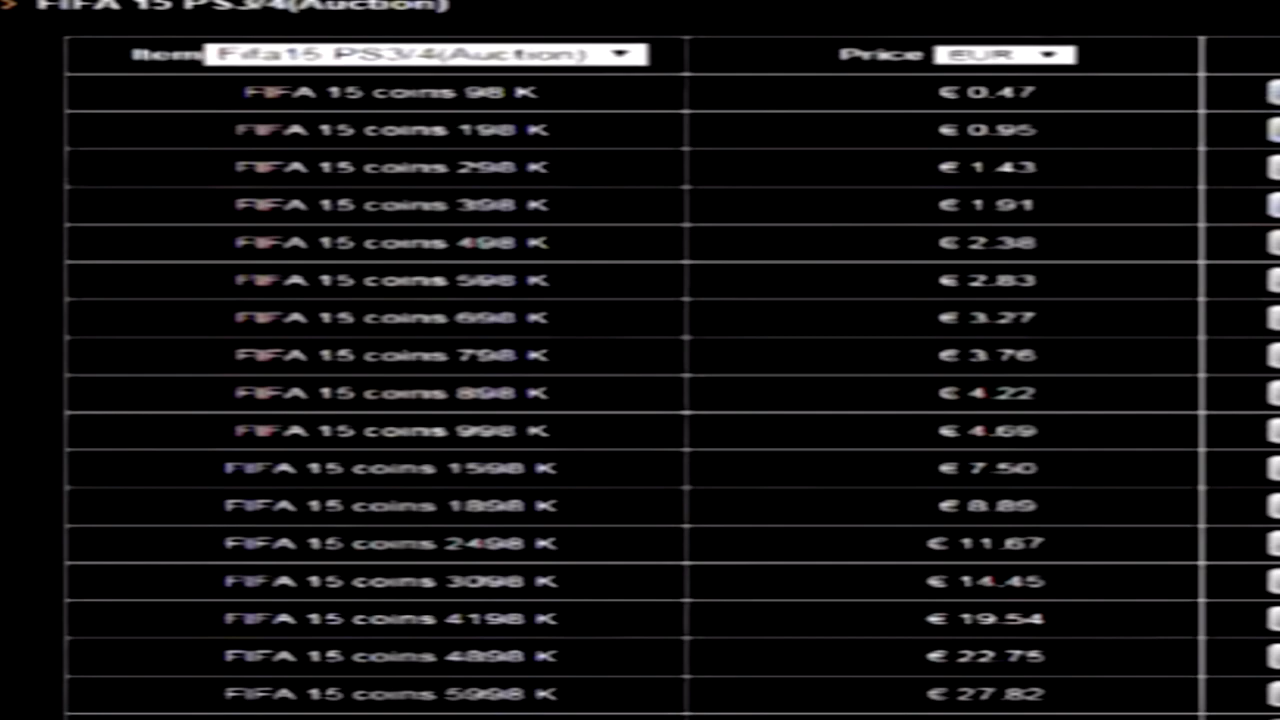 > FIFA 15 PS3/4(Auction)
Item Fifa15 PS3/4(Auction) Price EUR
FIFA 15 coins 98 K € 0.47
FIFA 15 coins 198 K € 0.95
FIFA 15 coins 298 K € 1.43
FIFA 15 coins 398 K € 1.91
FIFA 15 coins 498 K € 2.38
FIFA 15 coins 598 K € 2.83
FIFA 15 coins 698 K € 3.27
FIFA 15 coins 798 K € 3.76
FIFA 15 coins 898 K € 4.22
FIFA 15 coins 998 K € 4.69
FIFA 15 coins 1598 K € 7.50
FIFA 15 coins 1898 K € 8.89
FIFA 15 coins 2498 K € 11.67
FIFA 15 coins 3098 K € 14.45
FIFA 15 coins 4198 K € 19.54
FIFA 15 coins 4898 K € 22.75
FIFA 15 coins 5998 K € 27.82